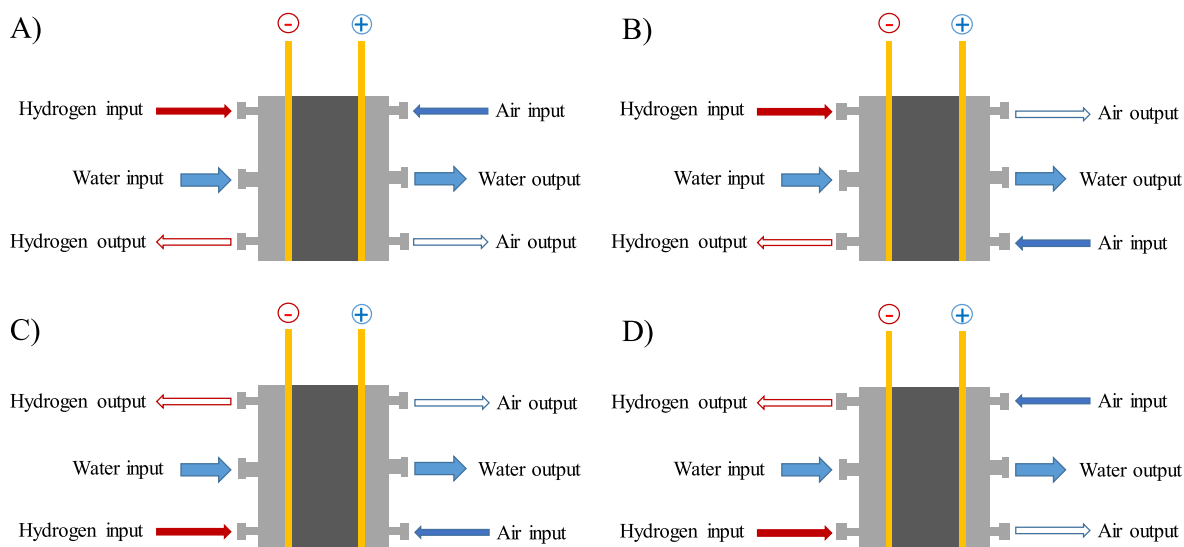 A)
-
+
Hydrogen input
Air input
Water input
Water output
Hydrogen output
Air output
B)
-
+
Hydrogen input
Air output
Water input
Water output
Hydrogen output
Air input
C)
-
+
Hydrogen output
Air output
Water input
Water output
Hydrogen input
Air input
D)
-
+
Hydrogen output
Air input
Water input
Water output
Hydrogen input
Air output